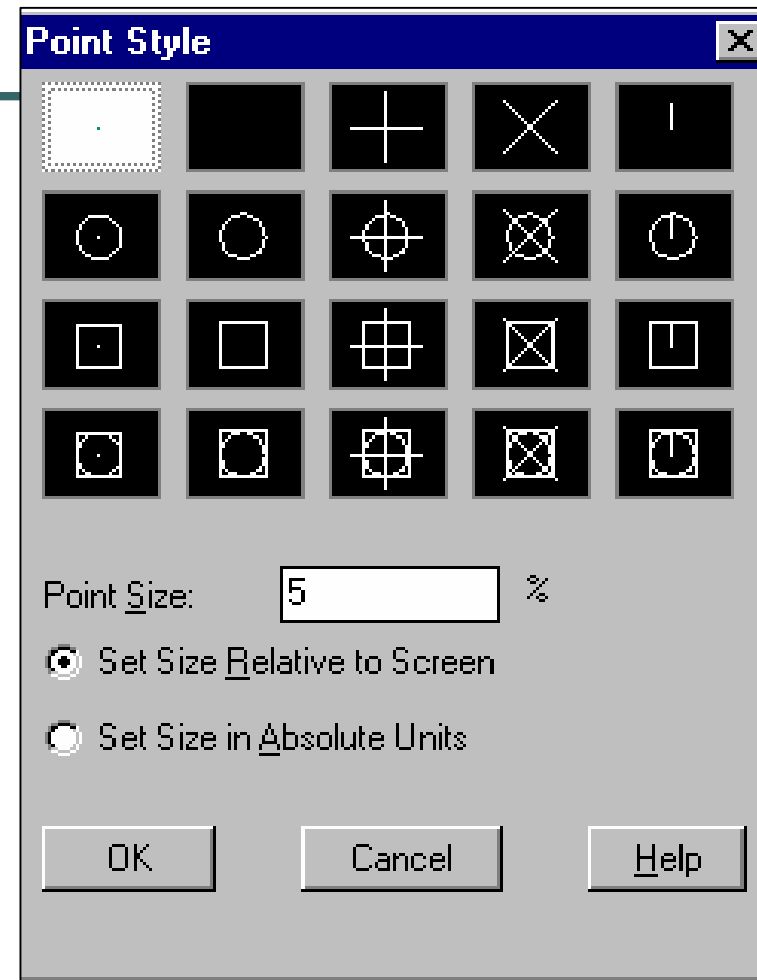 Point Style
Point Size: 5 %
Set Size Relative to Screen
Set Size in Absolute Units
OK Cancel Help